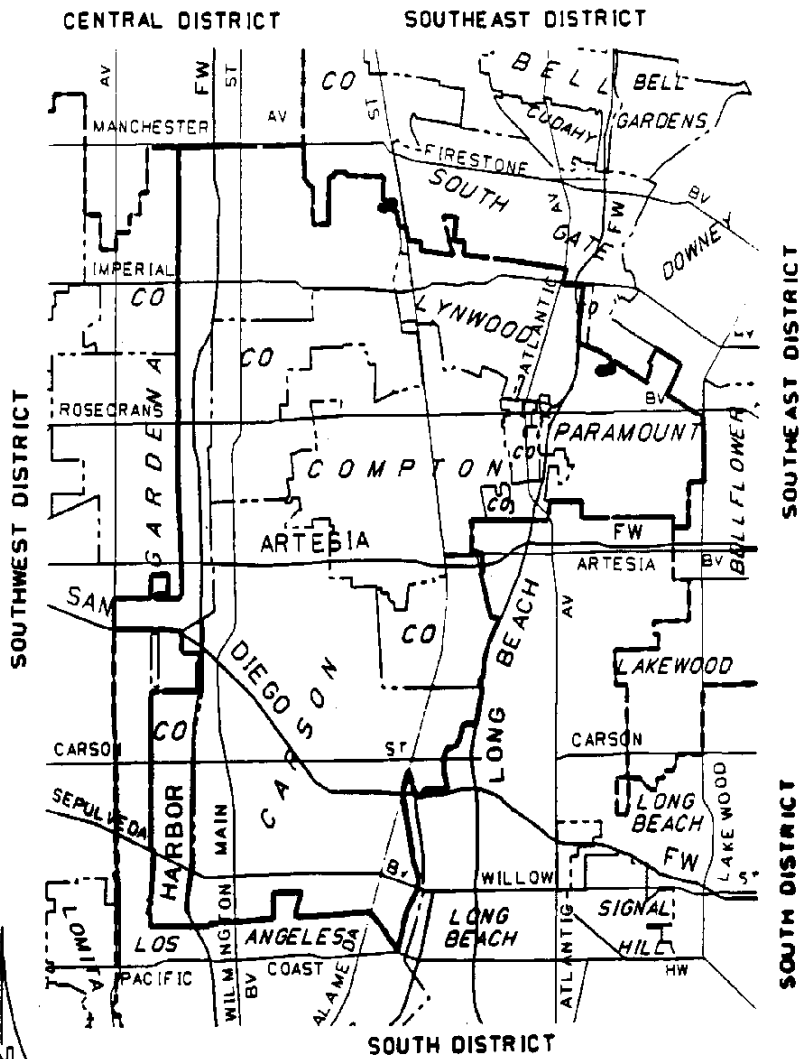 CENTRAL DISTRICT
SOUTHEAST DISTRICT
AV
FW
ST
CO
ST
BELL
BELL
GARDENS
CUDAHY
MANCHESTER
AV
FIRESTONE
BV
SOUTH
GATE
AV
FW
DOWNEY
IMPERIAL
CO
CO
LYNWOOD
ATLANTIC
CO
SOUTHEAST DISTRICT
ROSECRANS
GARDENA
BV
PARAMOUNT
COMPTON
CO
CO
BELLFLOWER
ARTESIA
FW
ARTESIA
BV
SOUTHWEST DISTRICT
SAN
DIEGO
CO
BEACH
AV
LAKEWOOD
CARSON
CO
CARSON
ST
LONG
CARSON
SEPULVEDA
HARBOR
MAIN
LONG
BEACH
LAKEWOOD
FW
BV
WILLOW
ST
SOUTH DISTRICT
LOMITA
LOS
ANGELES
WILMINGTON
BV
LONG
BEACH
ATLANTIC
SIGNAL
HILL
PACIFIC
COAST
ALAMEDA
HW
SOUTH DISTRICT